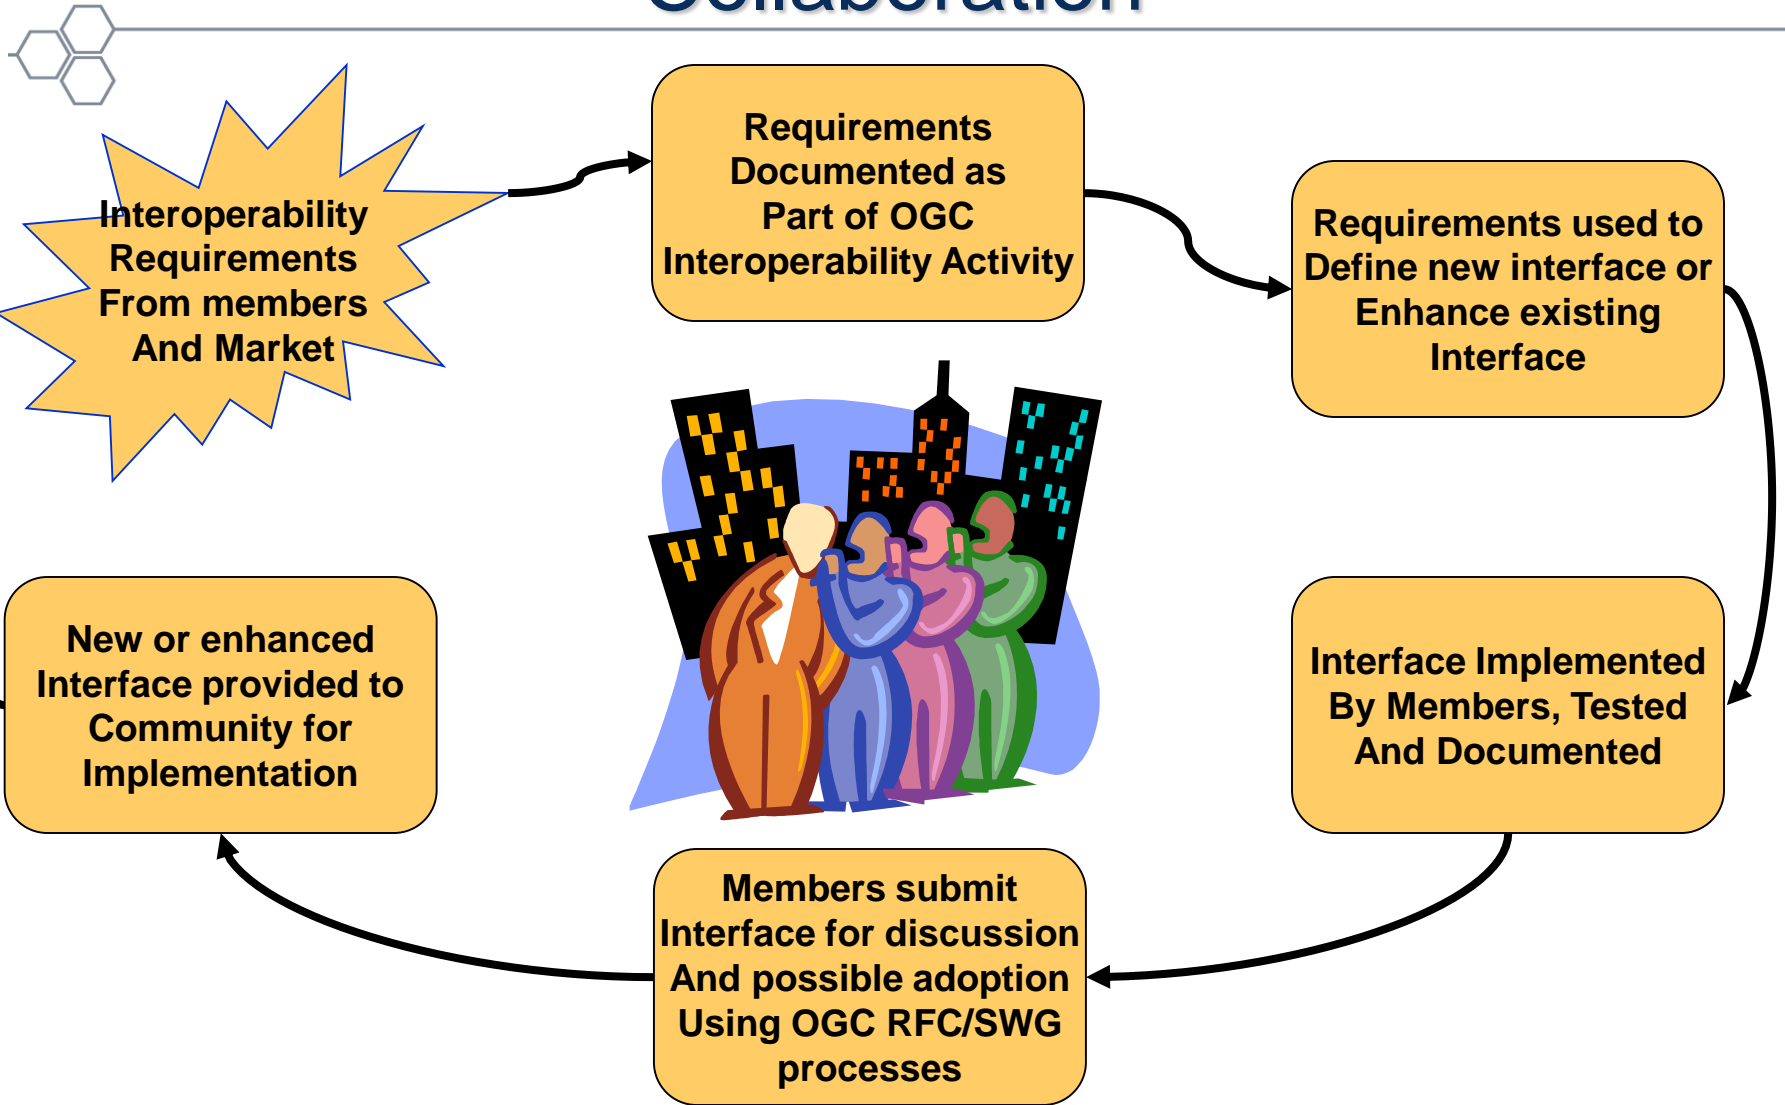 Collaboration
Interoperability
Requirements
From members
And Market
Requirements
Documented as
Part of OGC
Interoperability Activity
Requirements used to
Define new interface or
Enhance existing
Interface
Interface Implemented
By Members, Tested
And Documented
Members submit
Interface for discussion
And possible adoption
Using OGC RFC/SWG
processes
New or enhanced
Interface provided to
Community for
Implementation